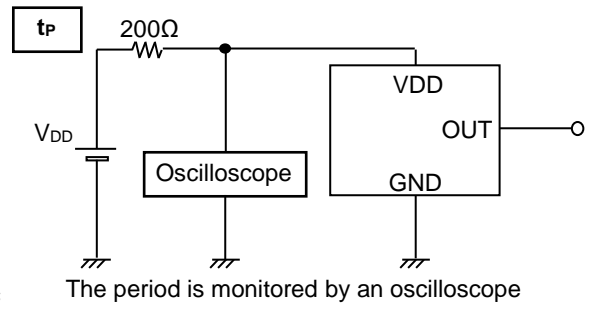 tP
200Ω
VDD
VDD
OUT
Oscilloscope
GND
The period is monitored by an oscilloscope